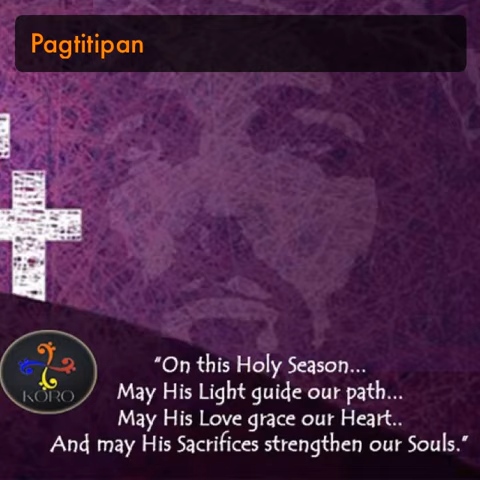 Pagtitipan
“On this Holy Season...
May His Light guide our path...
May His Love grace our Heart..
KORO
And may His Sacrifices strengthen our Souls.”